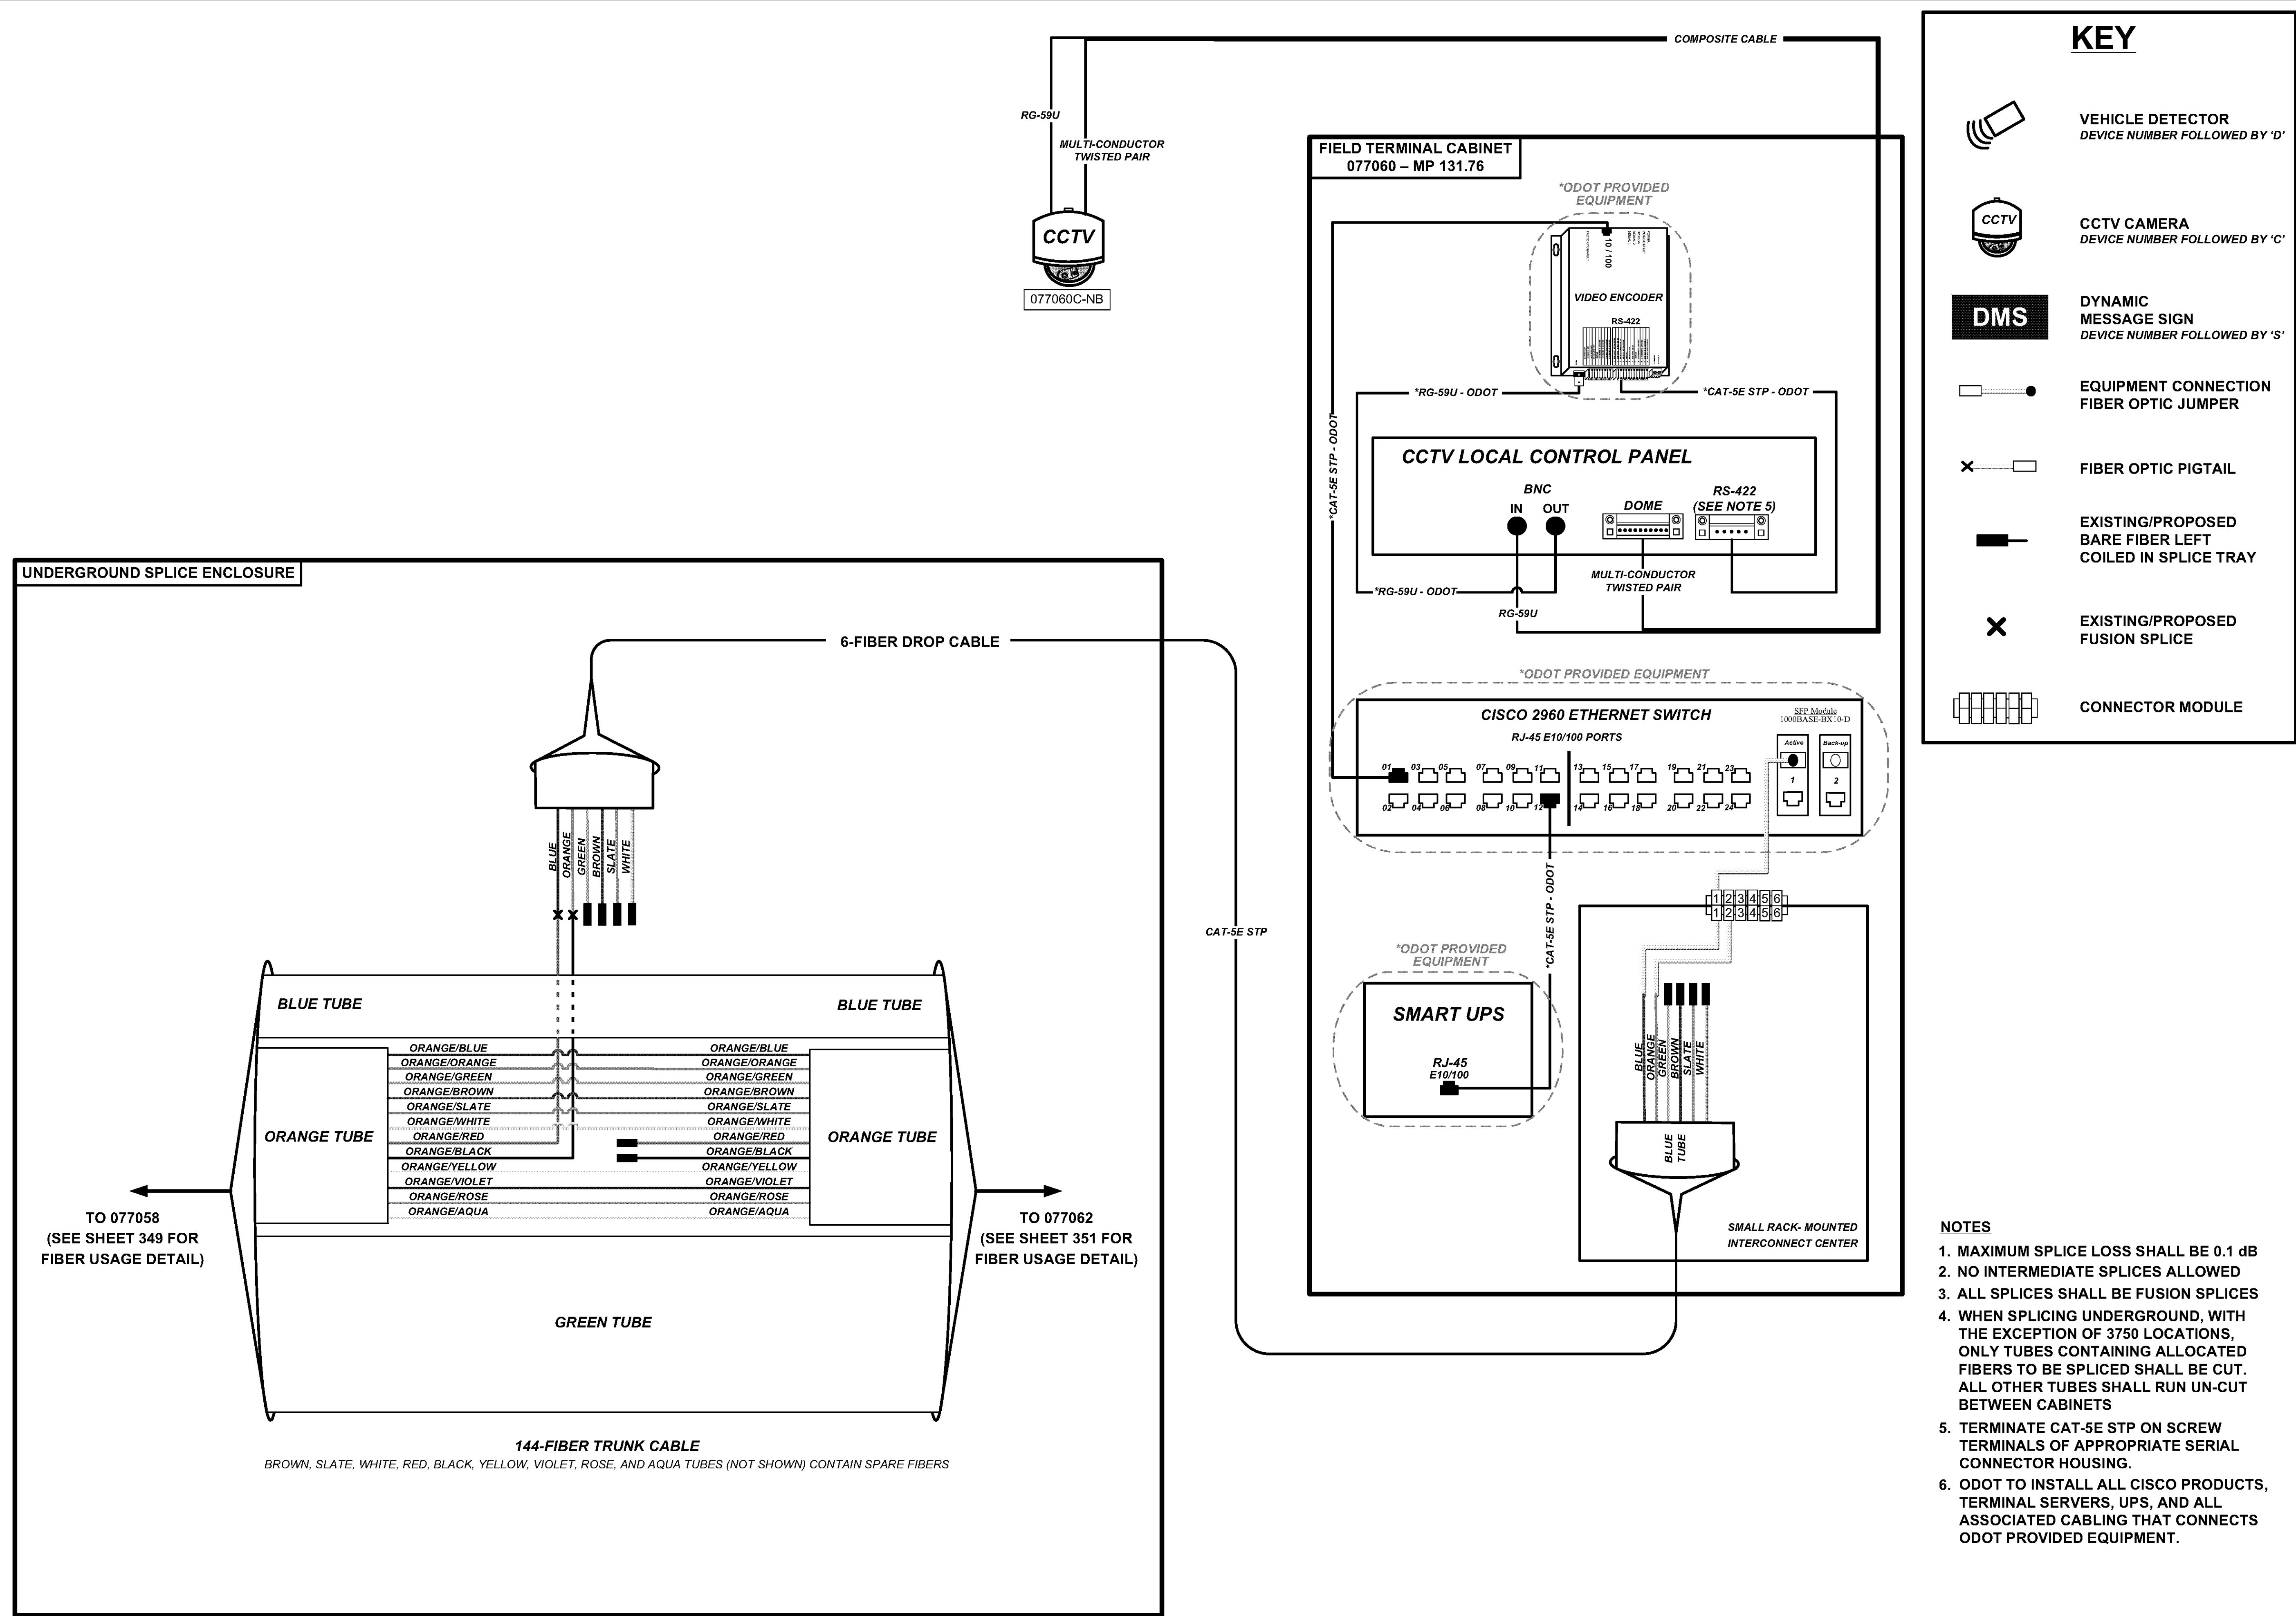 COMPOSITE CABLE
RG-59U
MULTI-CONDUCTOR
TWISTED PAIR
CCTV
077060C-NB
FIELD TERMINAL CABINET
077060 – MP 131.76
*ODOT PROVIDED
EQUIPMENT
10 / 100
VIDEO ENCODER
RS-422
*RG-59U - ODOT
*CAT-5E STP - ODOT
*CAT-5E STP - ODOT
CCTV LOCAL CONTROL PANEL
BNC
IN
OUT
DOME
RS-422
(SEE NOTE 5)
MULTI-CONDUCTOR
TWISTED PAIR
*RG-59U - ODOT
RG-59U
*ODOT PROVIDED EQUIPMENT
CISCO 2960 ETHERNET SWITCH
RJ-45 E10/100 PORTS
SFP Module
1000BASE-BX10-D
Active
Back-up
01 03 05 07 09 11 13 15 17 19 21 23
1
2
02 04 06 08 10 12 14 16 18 20 22 24
*CAT-5E STP - ODOT
1 2 3 4 5 6
1 2 3 4 5 6
*ODOT PROVIDED
EQUIPMENT
SMART UPS
RJ-45
E10/100
BLUE
ORANGE
GREEN
BROWN
SLATE
WHITE
BLUE
TUBE
SMALL RACK- MOUNTED
INTERCONNECT CENTER
CAT-5E STP
UNDERGROUND SPLICE ENCLOSURE
6-FIBER DROP CABLE
BLUE
ORANGE
GREEN
BROWN
SLATE
WHITE
BLUE TUBE
BLUE TUBE
ORANGE TUBE
ORANGE TUBE
ORANGE/BLUE
ORANGE/BLUE
ORANGE/ORANGE
ORANGE/ORANGE
ORANGE/GREEN
ORANGE/GREEN
ORANGE/BROWN
ORANGE/BROWN
ORANGE/SLATE
ORANGE/SLATE
ORANGE/WHITE
ORANGE/WHITE
ORANGE/RED
ORANGE/RED
ORANGE/BLACK
ORANGE/BLACK
ORANGE/YELLOW
ORANGE/YELLOW
ORANGE/VIOLET
ORANGE/VIOLET
ORANGE/ROSE
ORANGE/ROSE
ORANGE/AQUA
ORANGE/AQUA
TO 077058
(SEE SHEET 349 FOR
FIBER USAGE DETAIL)
TO 077062
(SEE SHEET 351 FOR
FIBER USAGE DETAIL)
GREEN TUBE
144-FIBER TRUNK CABLE
BROWN, SLATE, WHITE, RED, BLACK, YELLOW, VIOLET, ROSE, AND AQUA TUBES (NOT SHOWN) CONTAIN SPARE FIBERS
KEY
VEHICLE DETECTOR
DEVICE NUMBER FOLLOWED BY ‘D’
CCTV
CCTV CAMERA
DEVICE NUMBER FOLLOWED BY ‘C’
DMS
DYNAMIC
MESSAGE SIGN
DEVICE NUMBER FOLLOWED BY ‘S’
EQUIPMENT CONNECTION
FIBER OPTIC JUMPER
FIBER OPTIC PIGTAIL
EXISTING/PROPOSED
BARE FIBER LEFT
COILED IN SPLICE TRAY
EXISTING/PROPOSED
FUSION SPLICE
CONNECTOR MODULE
NOTES
1. MAXIMUM SPLICE LOSS SHALL BE 0.1 dB
2. NO INTERMEDIATE SPLICES ALLOWED
3. ALL SPLICES SHALL BE FUSION SPLICES
4. WHEN SPLICING UNDERGROUND, WITH
THE EXCEPTION OF 3750 LOCATIONS,
ONLY TUBES CONTAINING ALLOCATED
FIBERS TO BE SPLICED SHALL BE CUT.
ALL OTHER TUBES SHALL RUN UN-CUT
BETWEEN CABINETS
5. TERMINATE CAT-5E STP ON SCREW
TERMINALS OF APPROPRIATE SERIAL
CONNECTOR HOUSING.
6. ODOT TO INSTALL ALL CISCO PRODUCTS,
TERMINAL SERVERS, UPS, AND ALL
ASSOCIATED CABLING THAT CONNECTS
ODOT PROVIDED EQUIPMENT.